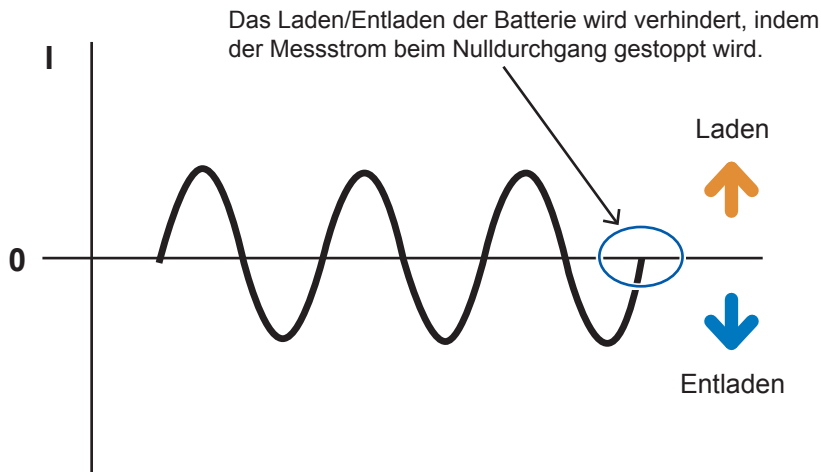 Das Laden/Entladen der Batterie wird verhindert, indem
der Messstrom beim Nulldurchgang gestoppt wird.
I
Laden
0
Entladen